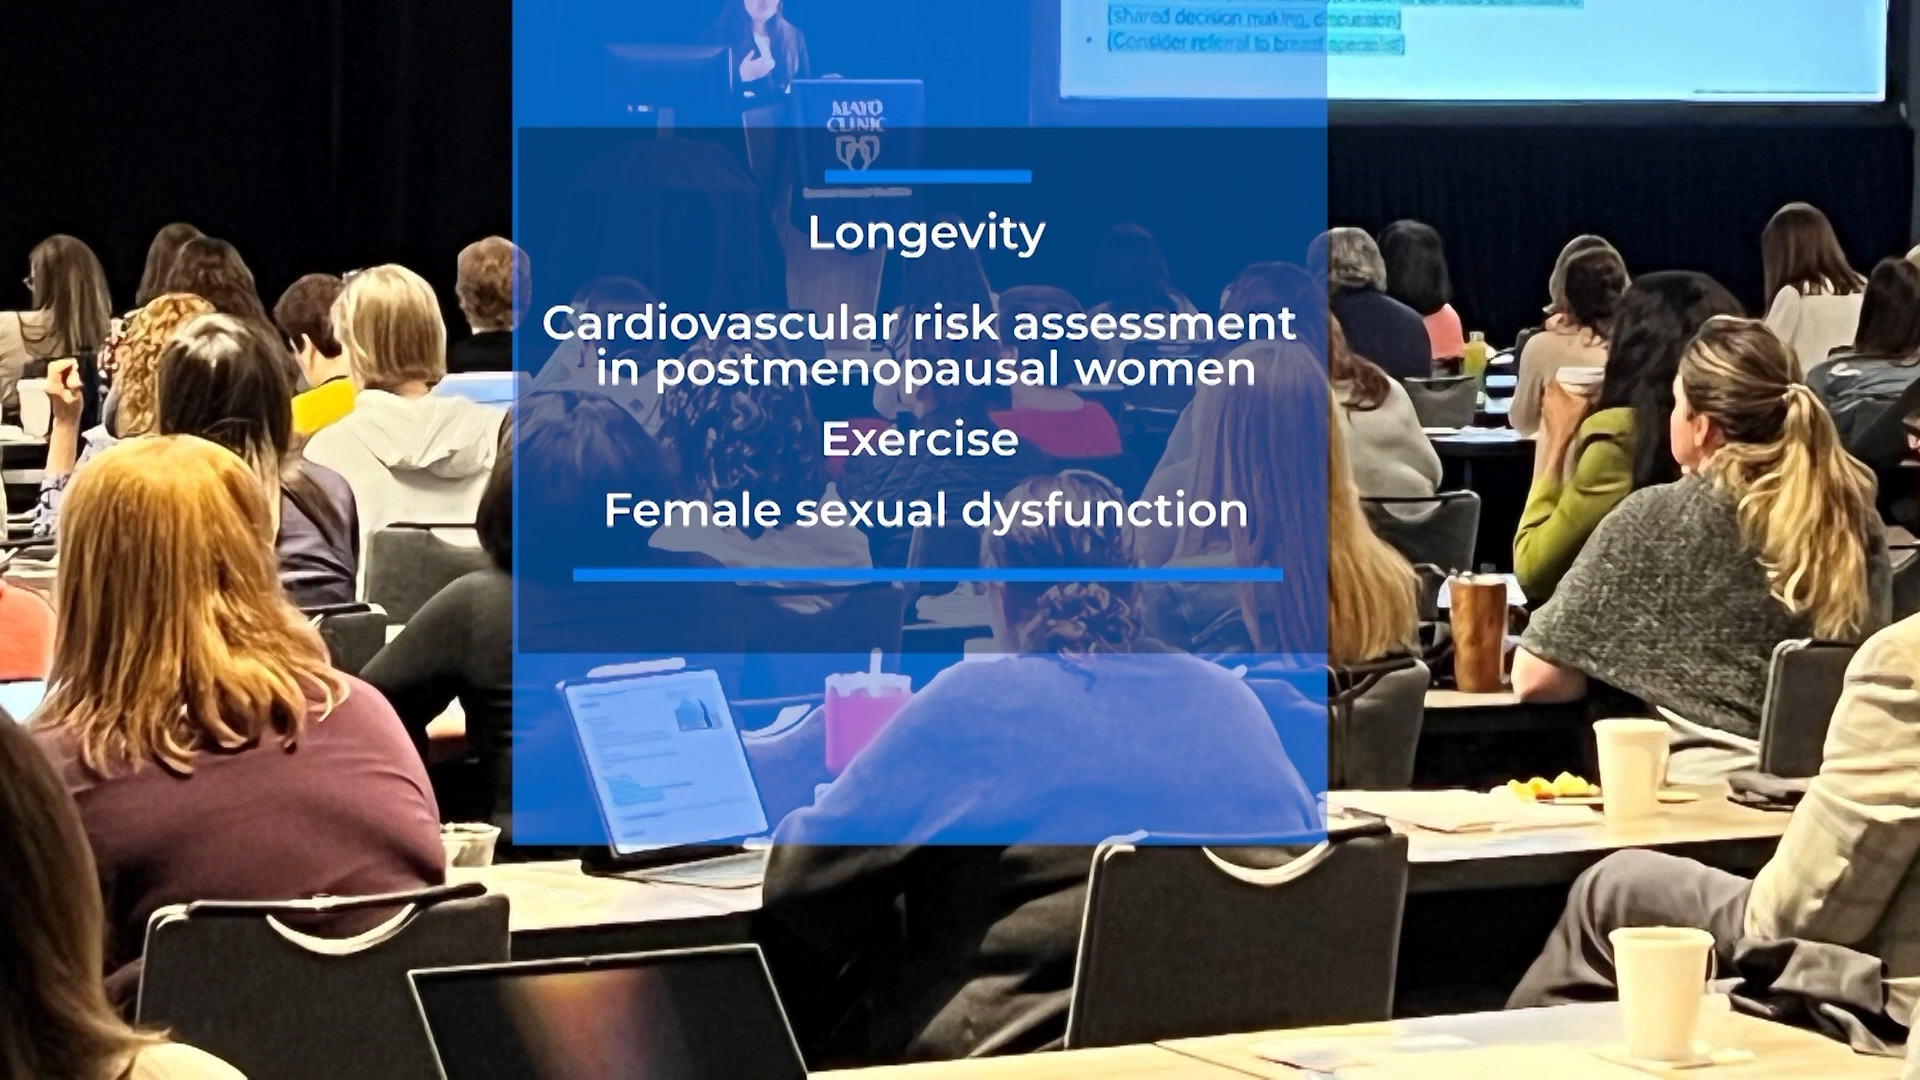 (shared decision making, discussion)
• (Consider referral to breast specialist)
MAYO
CLINIC
Longevity
Cardiovascular risk assessment
in postmenopausal women
Exercise
Female sexual dysfunction